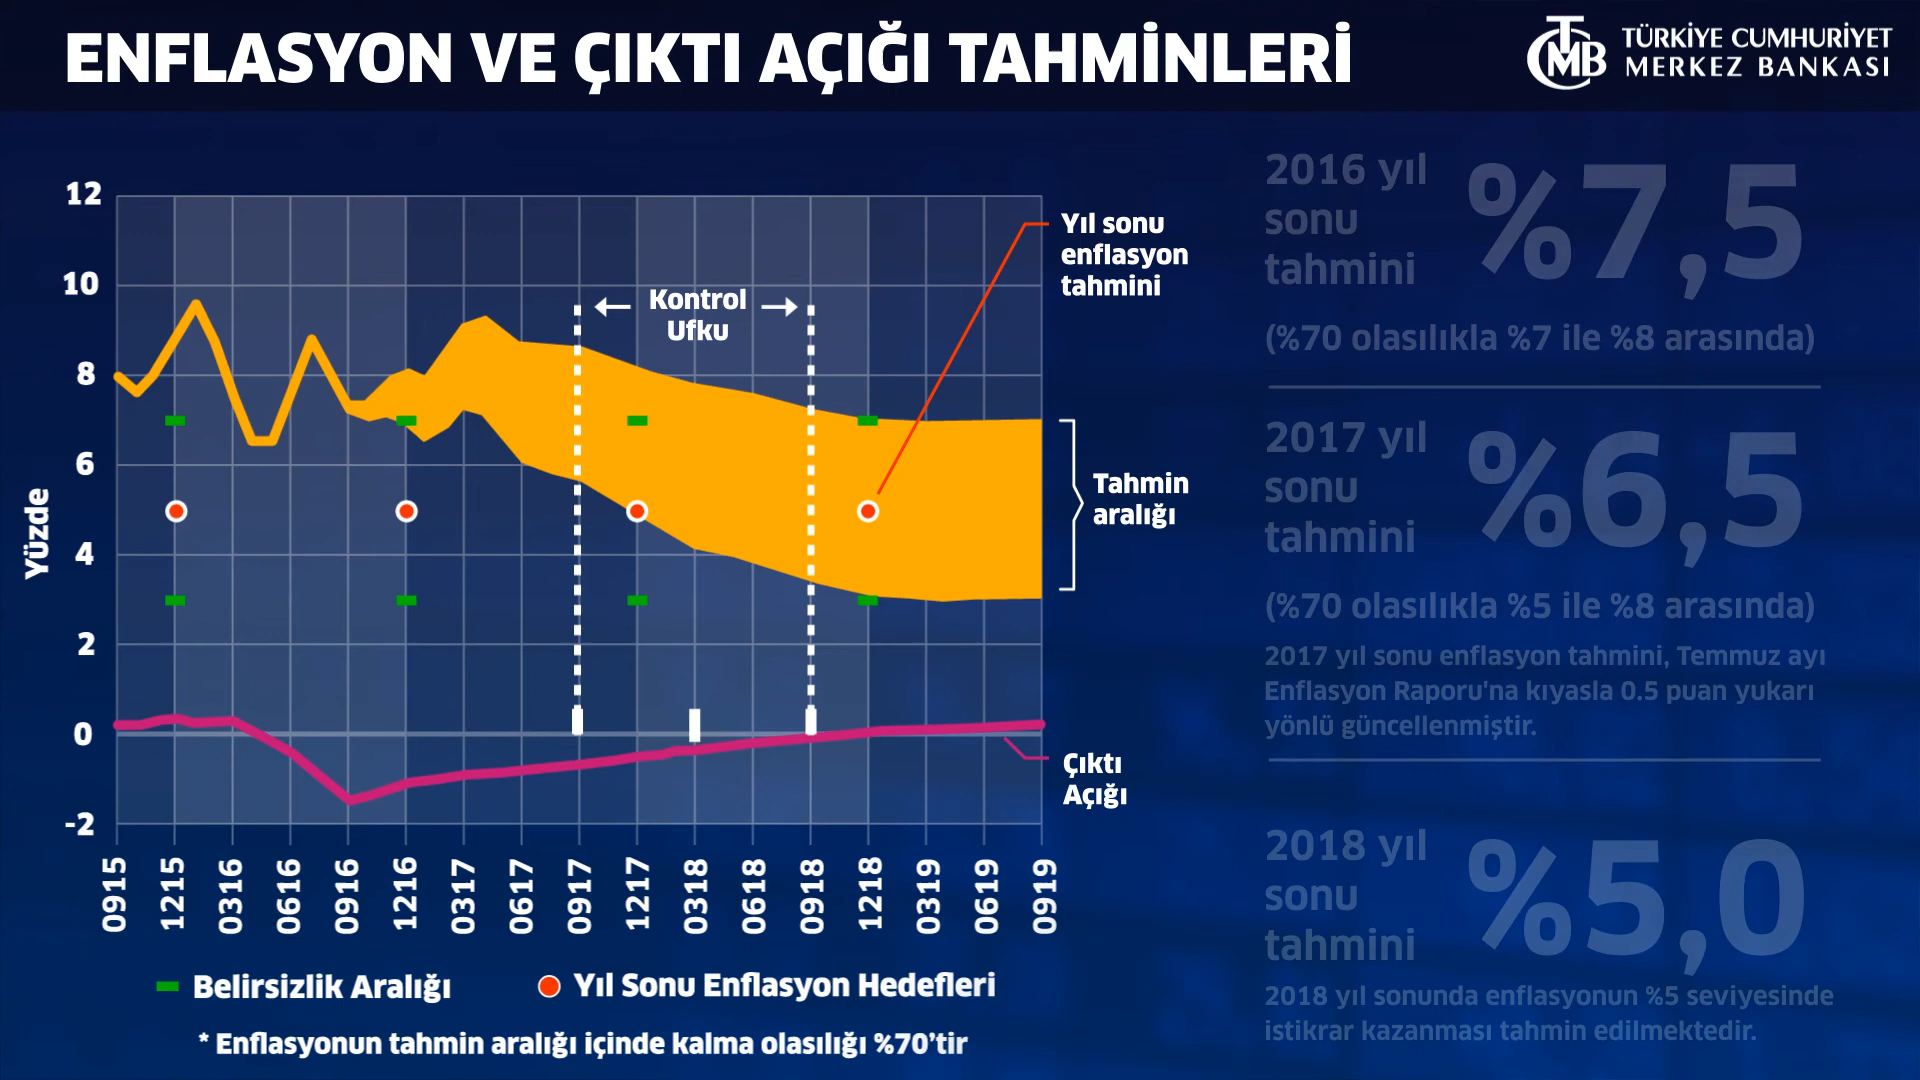 ENFLASYON VE ÇIKTI AÇIĞI TAHMİNLERİ
TCMB
TÜRKİYE CUMHURİYET
MERKEZ BANKASI
12
10
8
6
4
2
0
-2
Yüzde
Kontrol
Ufku
Yıl sonu
enflasyon
tahmini
Tahmin
aralığı
Çıktı
Açığı
0915
1215
0316
0616
0916
1216
0317
0617
0917
1217
0318
0618
0918
1218
0319
0619
0919
Belirsizlik Aralığı
Yıl Sonu Enflasyon Hedefleri
* Enflasyonun tahmin aralığı içinde kalma olasılığı %70’tir
2016 yıl
sonu
tahmini
%7,5
(%70 olasılıkla %7 ile %8 arasında)
2017 yıl
sonu
tahmini
%6,5
(%70 olasılıkla %5 ile %8 arasında)
2017 yıl sonu enflasyon tahmini, Temmuz ayı
Enflasyon Raporu'na kıyasla 0.5 puan yukarı
yönlü güncellenmiştir.
2018 yıl
sonu
tahmini
%5,0
2018 yıl sonunda enflasyonun %5 seviyesinde
istikrar kazanması tahmin edilmektedir.